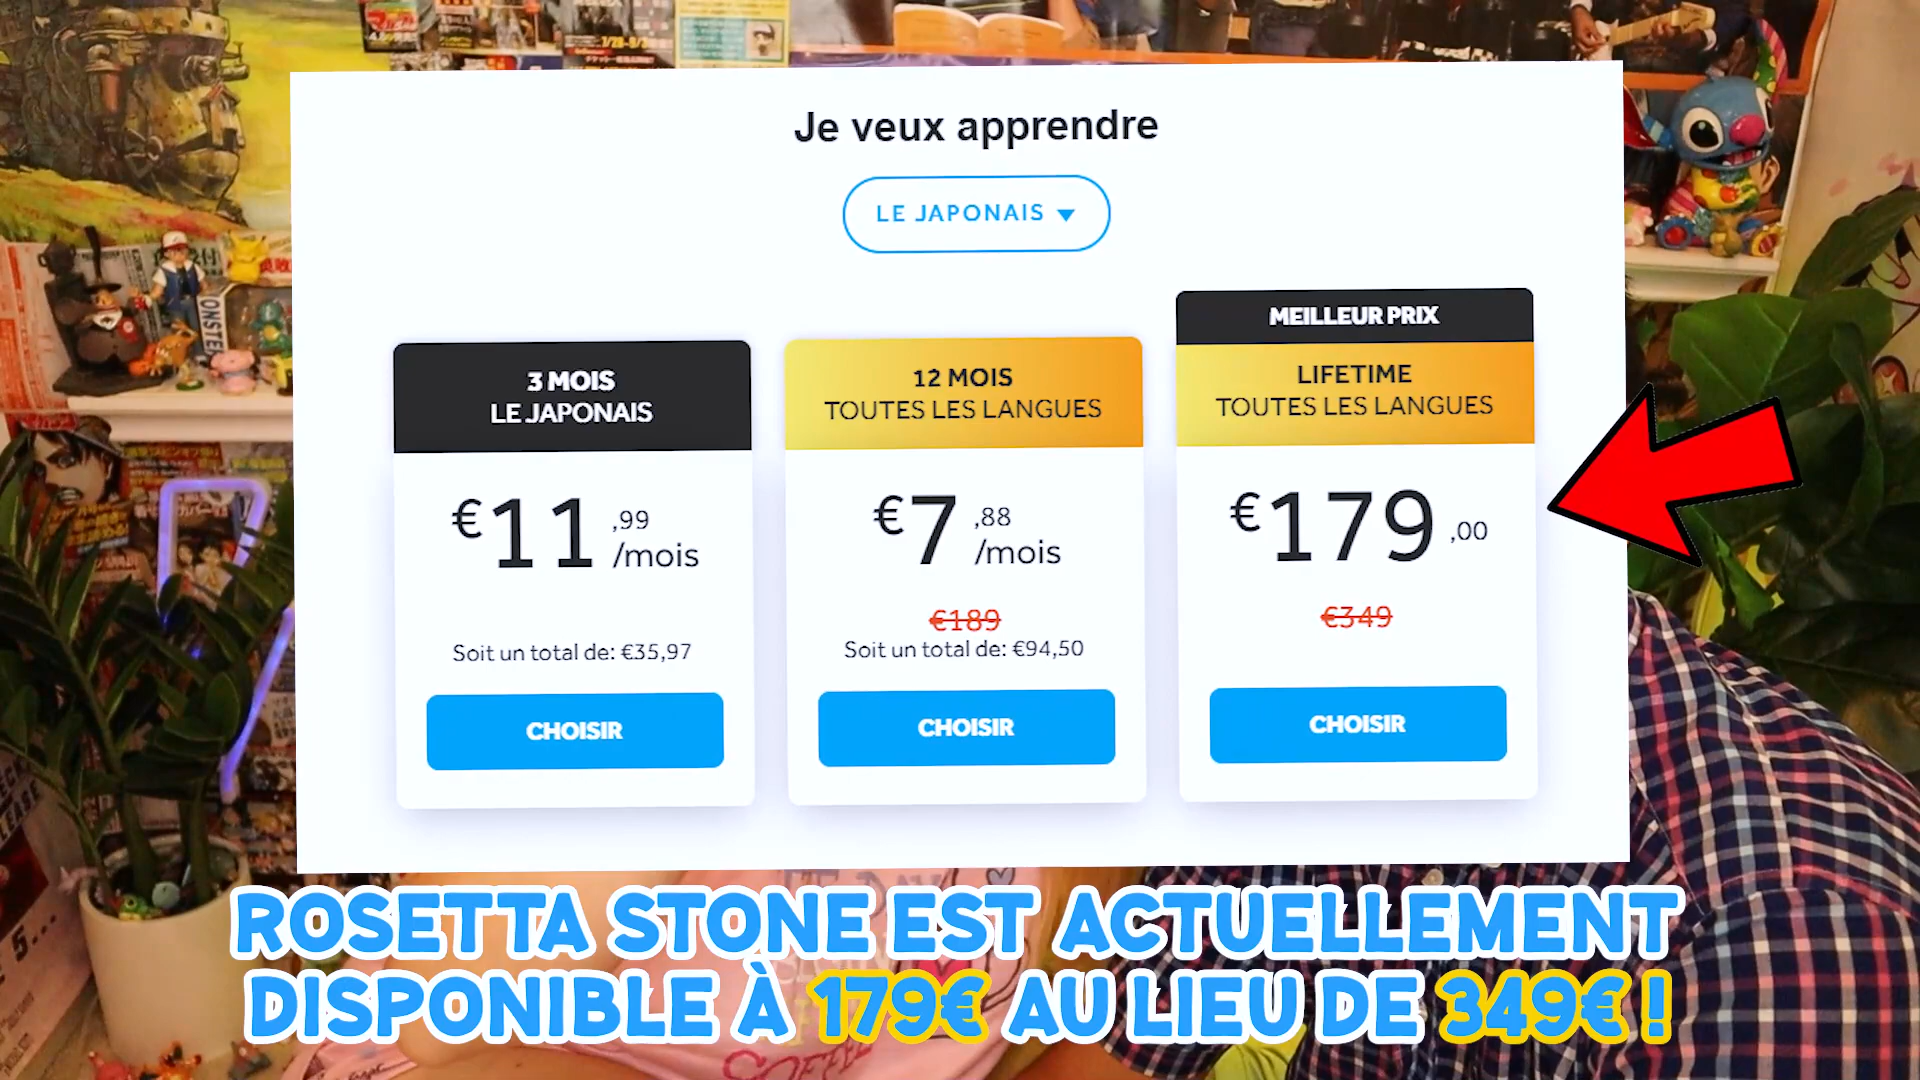 Je veux apprendre
LE JAPONAIS
3 MOIS
LE JAPONAIS
€11,99
/mois
Soit un total de: €35,97
CHOISIR
12 MOIS
TOUTES LES LANGUES
€7,88
/mois
€189
Soit un total de: €94,50
CHOISIR
MEILLEUR PRIX
LIFETIME
TOUTES LES LANGUES
€179,00
€349
CHOISIR
ROSETTA STONE EST ACTUELLEMENT
DISPONIBLE À 179€ AU LIEU DE 349€ !